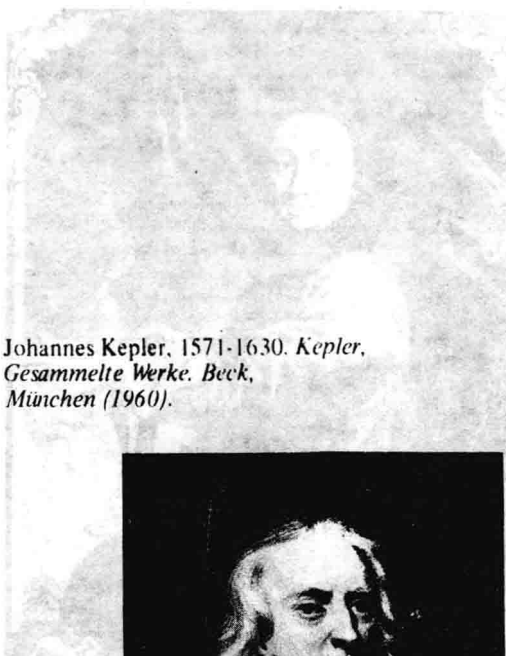 Johannes Kepler, 1571-1630. Kepler,
Gesammelte Werke. Beck,
München (1960).